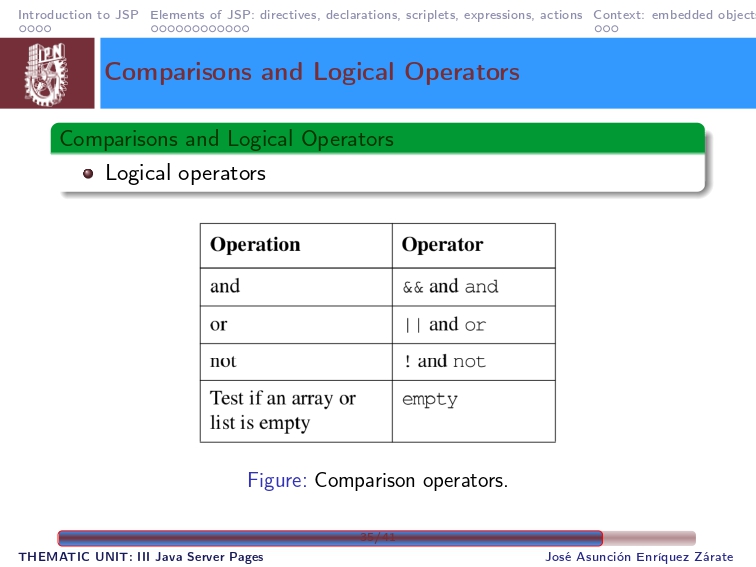 Introduction to JSP Elements of JSP: directives, declarations, scriplets, expressions, actions Context: embedded object
IPN
Comparisons and Logical Operators
Comparisons and Logical Operators
Logical operators
Operation Operator
and && and and
or || and or
not ! and not
Test if an array or empty
list is empty
Figure: Comparison operators.
35/41
THEMATIC UNIT: III Java Server Pages José Asunción Enríquez Zárate